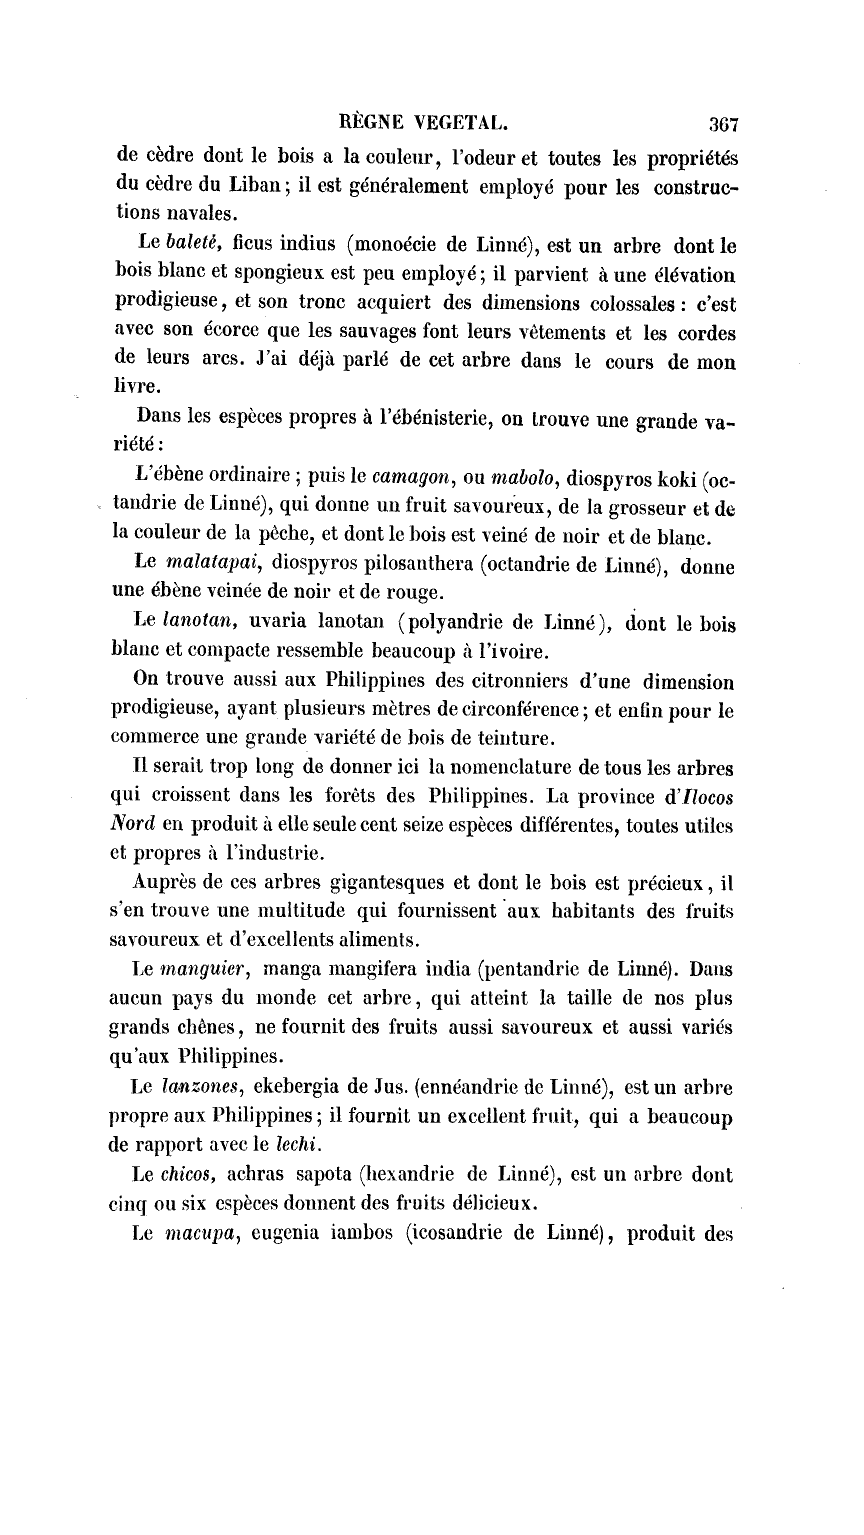 RÈGNE VEGETAL. 367
de cèdre dont le bois a la couleur, l'odeur et toutes les propriétés
du cèdre du Liban; il est généralement employé pour les construc-
tions navales.
Le baleté, ficus indius (monoécie de Linné), est un arbre dont le
bois blanc et spongieux est peu employé; il parvient à une élévation
prodigieuse, et son tronc acquiert des dimensions colossales : c'est
avec son écorce que les sauvages font leurs vêtements et les cordes
de leurs arcs. J'ai déjà parlé de cet arbre dans le cours de mon
livre.
Dans les espèces propres à l'ébénisterie, on trouve une grande va-
riété :
L'ébène ordinaire ; puis le camagon, ou mabolo, diospyros koki (oc-
tandrie de Linné), qui donne un fruit savoureux, de la grosseur et de
la couleur de la pêche, et dont le bois est veiné de noir et de blanc.
Le malatapai, diospyros pilosanthera (octandrie de Linné), donne
une ébène veinée de noir et de rouge.
Le lanotan, uvaria lanotan (polyandrie de Linné), dont le bois
blanc et compacte ressemble beaucoup à l'ivoire.
On trouve aussi aux Philippines des citronniers d'une dimension
prodigieuse, ayant plusieurs mètres de circonférence; et enfin pour le
commerce une grande variété de bois de teinture.
Il serait trop long de donner ici la nomenclature de tous les arbres
qui croissent dans les forêts des Philippines. La province d'Ilocos
Nord en produit à elle seule cent seize espèces différentes, toutes utiles
et propres à l'industrie.
Auprès de ces arbres gigantesques et dont le bois est précieux, il
s'en trouve une multitude qui fournissent aux habitants des fruits
savoureux et d'excellents aliments.
Le manguier, manga mangifera india (pentandrie de Linné). Dans
aucun pays du monde cet arbre, qui atteint la taille de nos plus
grands chênes, ne fournit des fruits aussi savoureux et aussi variés
qu'aux Philippines.
Le lanzones, ekebergia de Jus. (ennéandrie de Linné), est un arbre
propre aux Philippines; il fournit un excellent fruit, qui a beaucoup
de rapport avec le lechi.
Le chicos, achras sapota (hexandrie de Linné), est un arbre dont
cinq ou six espèces donnent des fruits délicieux.
Le macupa, eugenia iambos (icosandrie de Linné), produit des